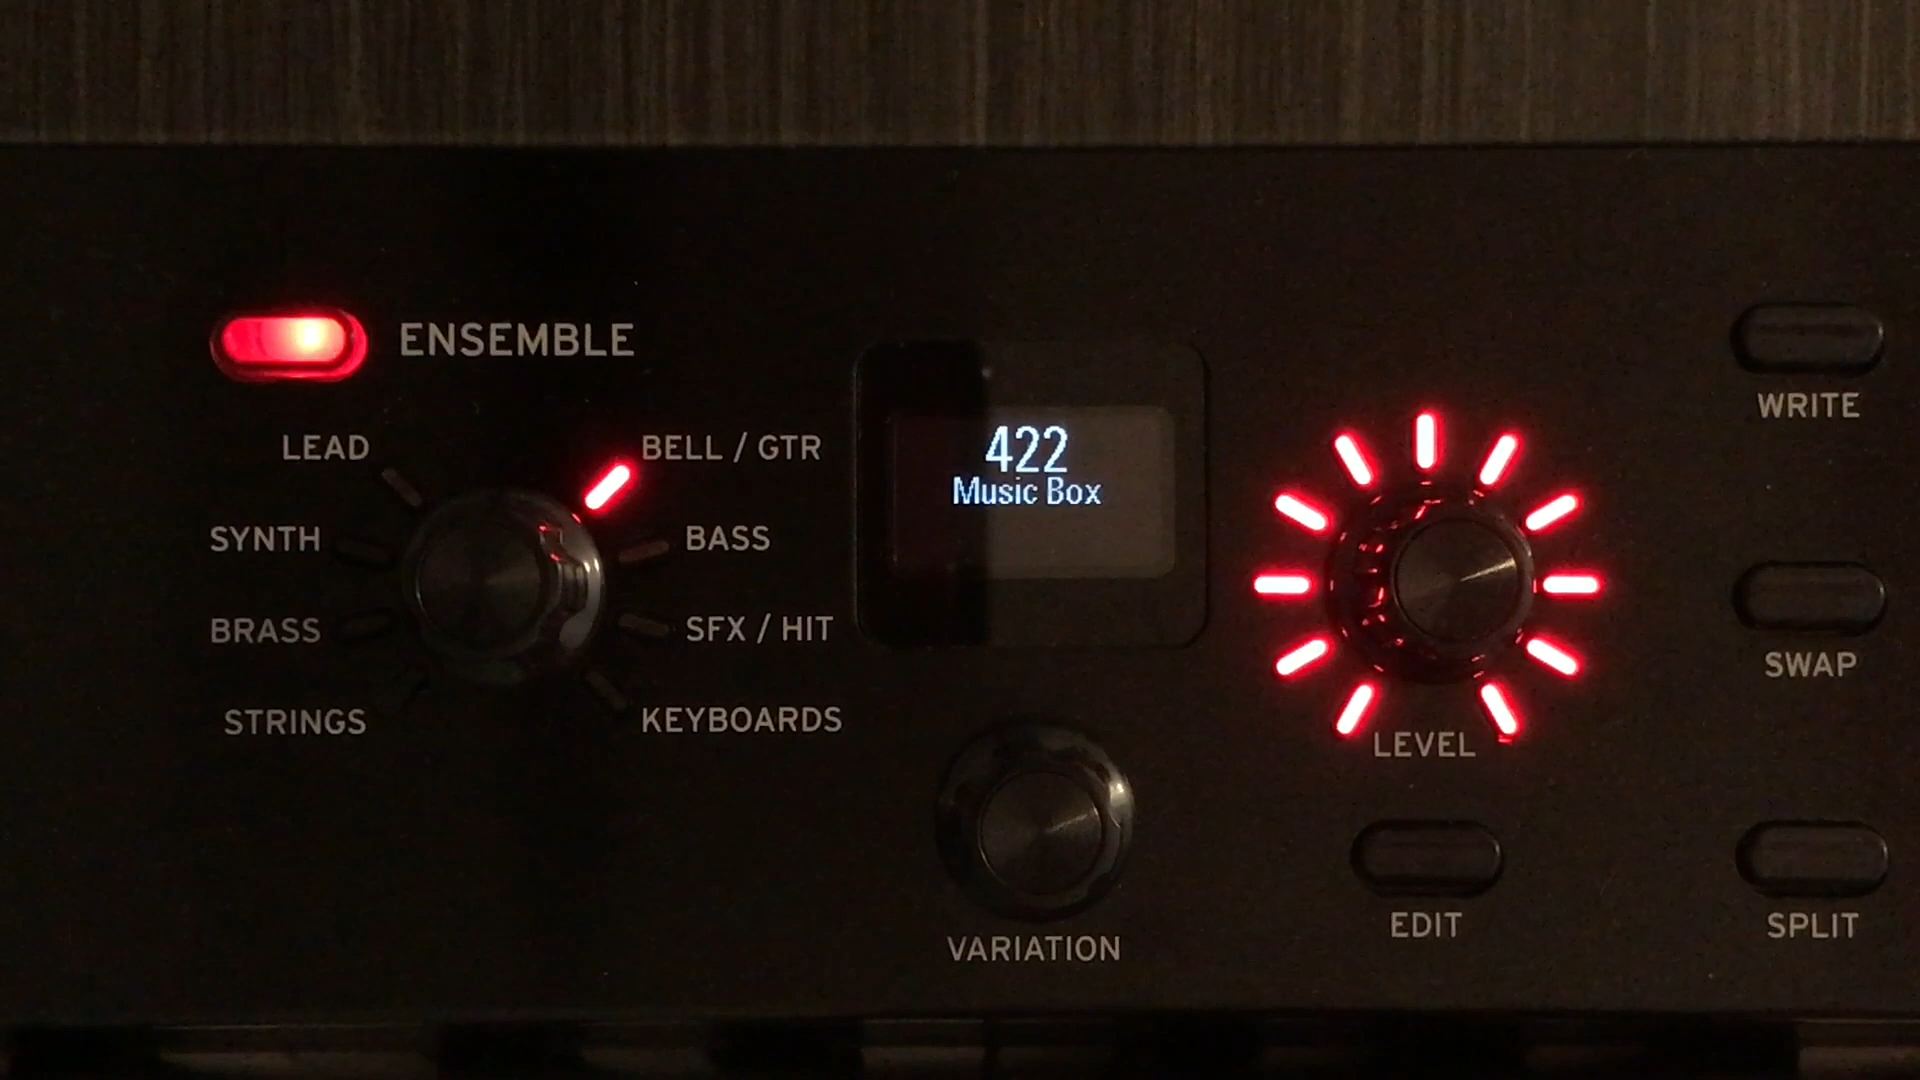 ENSEMBLE
LEAD
SYNTH
BRASS
STRINGS
BELL / GTR
BASS
SFX / HIT
KEYBOARDS
422
Music Box
VARIATION
LEVEL
EDIT
WRITE
SWAP
SPLIT